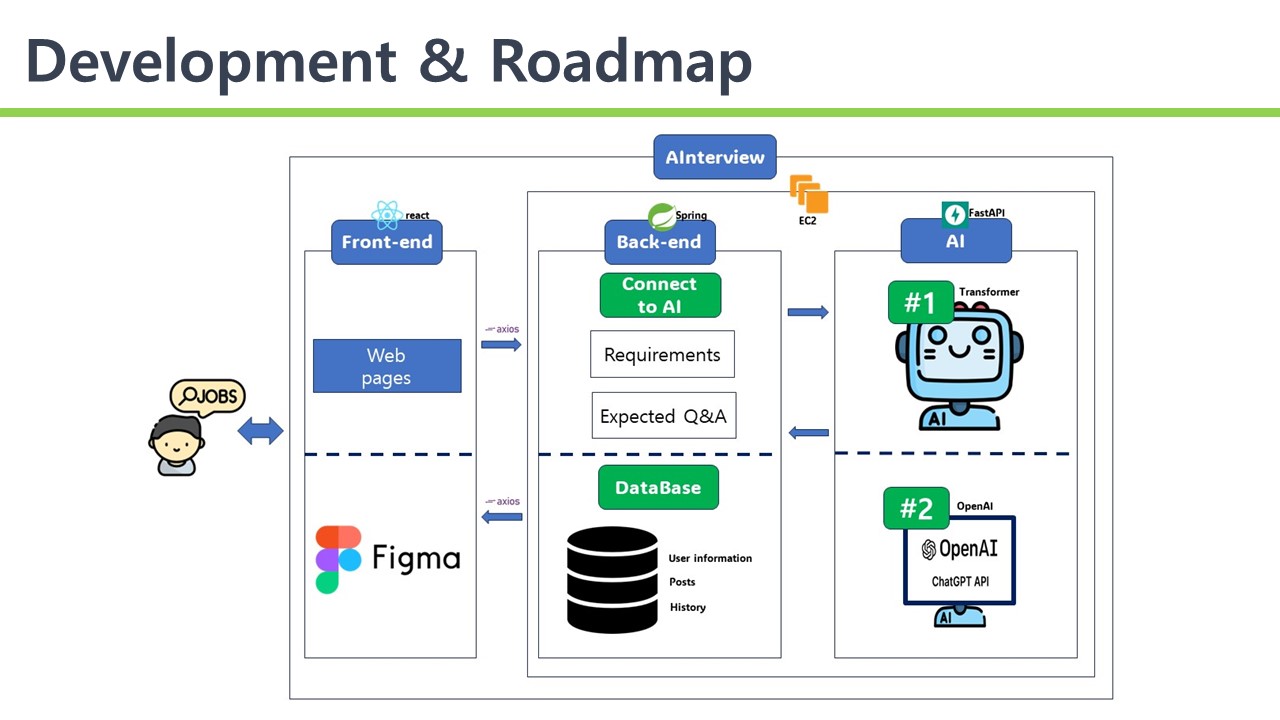 Development & Roadmap
AInterview
EC2
react
Front-end
Spring
Back-end
FastAPI
AI
Connect
to AI
#1
Transformer
axios
Web
pages
Requirements
JOBS
Expected Q&A
AI
DataBase
axios
#2
OpenAI
Figma
User information
Posts
History
OpenAI
ChatGPT API
AI